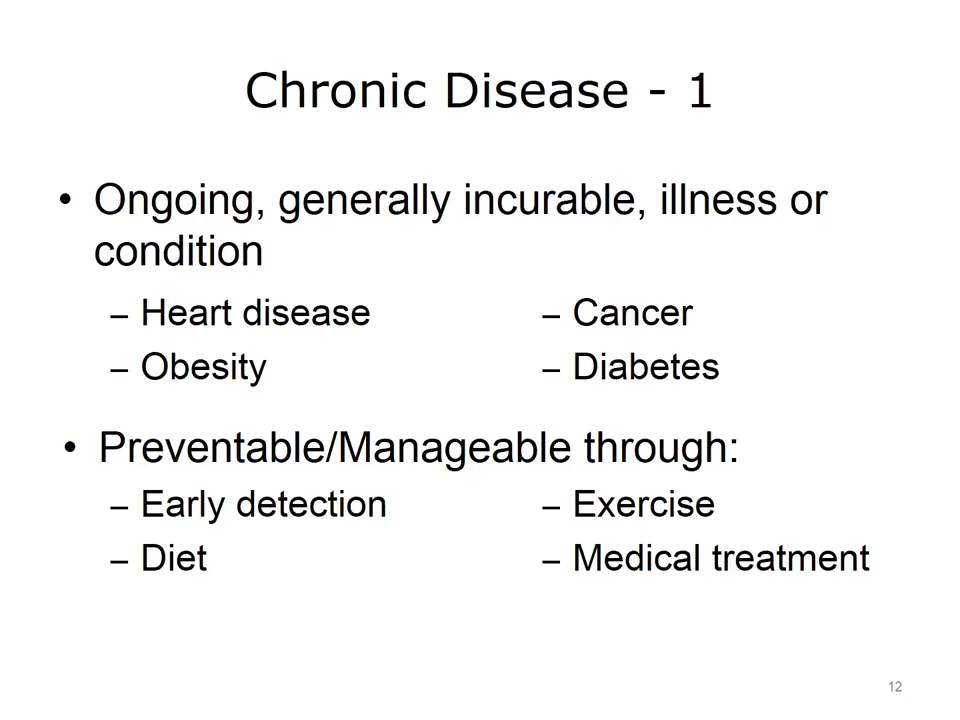 Chronic Disease - 1
• Ongoing, generally incurable, illness or
condition
– Heart disease
– Obesity
– Cancer
– Diabetes
• Preventable/Manageable through:
– Early detection
– Diet
– Exercise
– Medical treatment
12